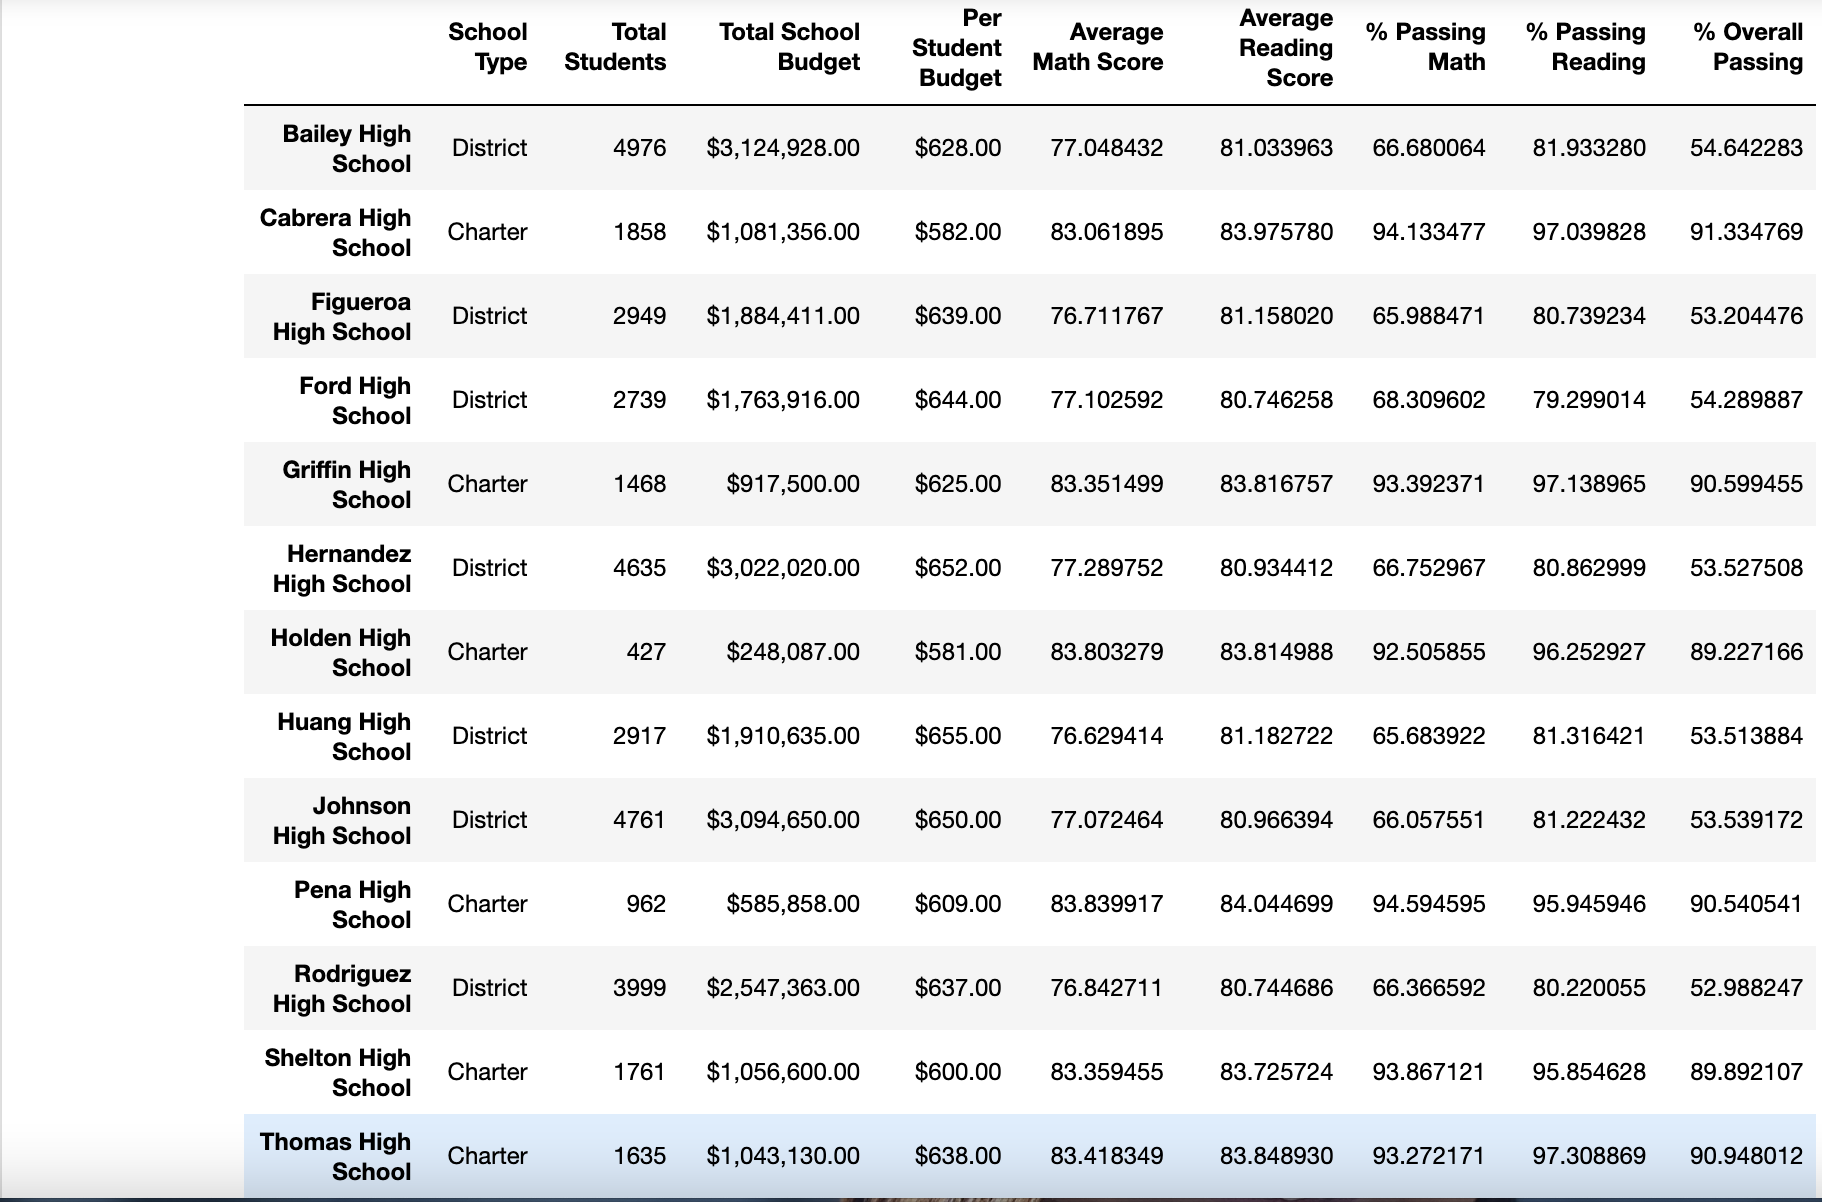 School Type Total Students Total School Budget Per Student Budget Average Math Score Average Reading Score % Passing Math % Passing Reading % Overall Passing
Bailey High School District 4976 $3,124,928.00 $628.00 77.048432 81.033963 66.680064 81.933280 54.642283
Cabrera High School Charter 1858 $1,081,356.00 $582.00 83.061895 83.975780 94.133477 97.039828 91.334769
Figueroa High School District 2949 $1,884,411.00 $639.00 76.711767 81.158020 65.988471 80.739234 53.204476
Ford High School District 2739 $1,763,916.00 $644.00 77.102592 80.746258 68.309602 79.299014 54.289887
Griffin High School Charter 1468 $917,500.00 $625.00 83.351499 83.816757 93.392371 97.138965 90.599455
Hernandez High School District 4635 $3,022,020.00 $652.00 77.289752 80.934412 66.752967 80.862999 53.527508
Holden High School Charter 427 $248,087.00 $581.00 83.803279 83.814988 92.505855 96.252927 89.227166
Huang High School District 2917 $1,910,635.00 $655.00 76.629414 81.182722 65.683922 81.316421 53.513884
Johnson High School District 4761 $3,094,650.00 $650.00 77.072464 80.966394 66.057551 81.222432 53.539172
Pena High School Charter 962 $585,858.00 $609.00 83.839917 84.044699 94.594595 95.945946 90.540541
Rodriguez High School District 3999 $2,547,363.00 $637.00 76.842711 80.744686 66.366592 80.220055 52.988247
Shelton High School Charter 1761 $1,056,600.00 $600.00 83.359455 83.725724 93.867121 95.854628 89.892107
Thomas High School Charter 1635 $1,043,130.00 $638.00 83.418349 83.848930 93.272171 97.308869 90.948012